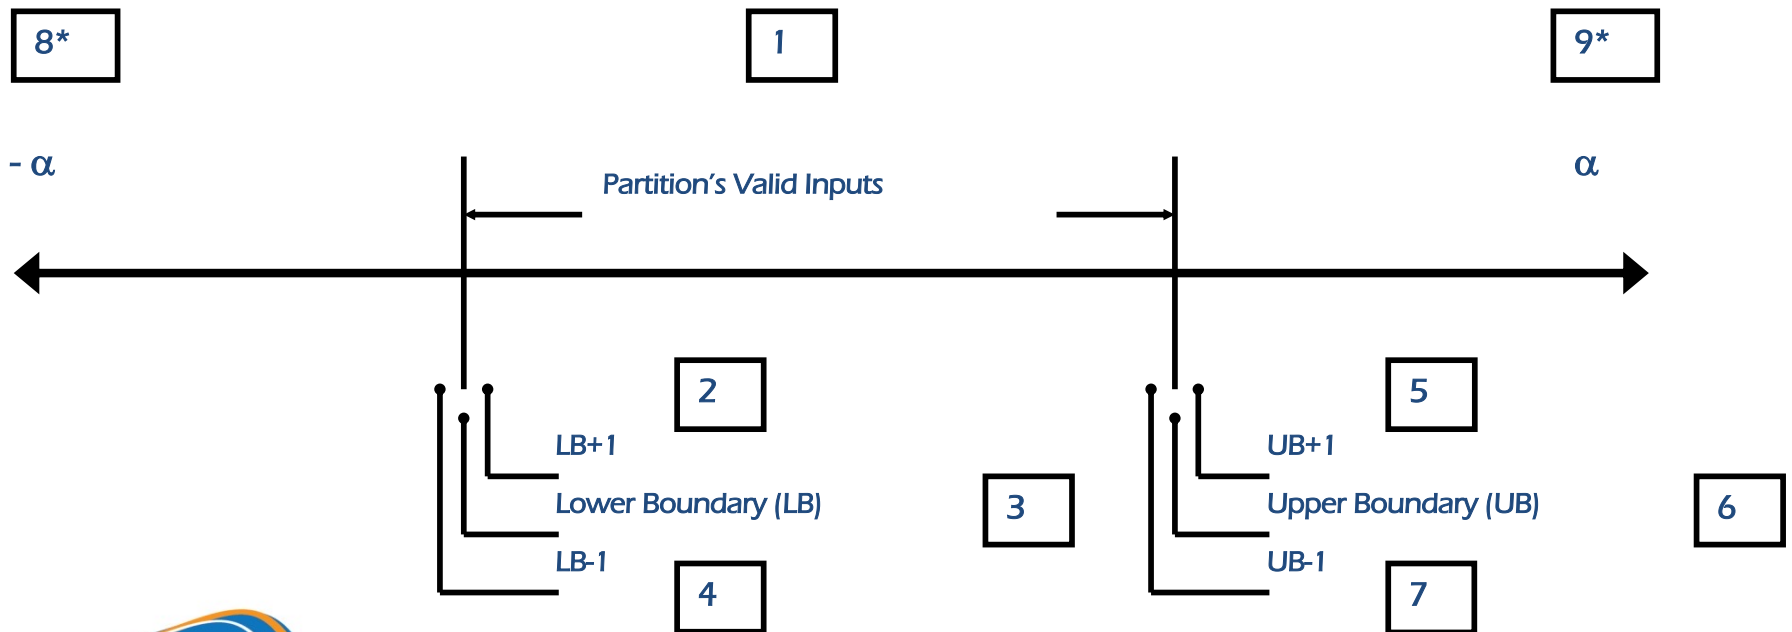 8*
1
9*
- α
Partition's Valid Inputs
α
2
5
LB+1
UB+1
Lower Boundary (LB)
3
Upper Boundary (UB)
6
LB-1
UB-1
4
7